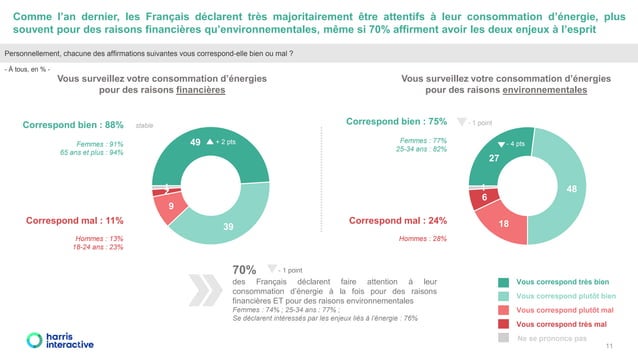 Comme l'an dernier, les Français déclarent très majoritairement être attentifs à leur consommation d'énergie, plus
souvent pour des raisons financières qu'environnementales, même si 70% affirment avoir les deux enjeux à l'esprit
Personnellement, chacune des affirmations suivantes vous correspond-elle bien ou mal ?
- À tous, en % -
Vous surveillez votre consommation d'énergies
pour des raisons financières
Correspond bien : 88%
stable
Femmes : 91%
65 ans et plus : 94%
49
+ 2 pts
2
9
39
Correspond mal : 11%
Hommes : 13%
18-24 ans : 23%
Vous surveillez votre consommation d'énergies
pour des raisons environnementales
Correspond bien : 75%
- 1 point
Femmes : 77%
25-34 ans : 82%
- 4 pts
27
48
1
6
18
Correspond mal : 24%
Hommes : 28%
70%
- 1 point
des Français déclarent faire attention à leur
consommation d'énergie à la fois pour des raisons
financières ET pour des raisons environnementales
Femmes : 74% ; 25-34 ans : 77% ;
Se déclarent intéressés par les enjeux liés à l'énergie : 76%
Vous correspond très bien
Vous correspond plutôt bien
Vous correspond plutôt mal
Vous correspond très mal
Ne se prononce pas
harris
interactive
11